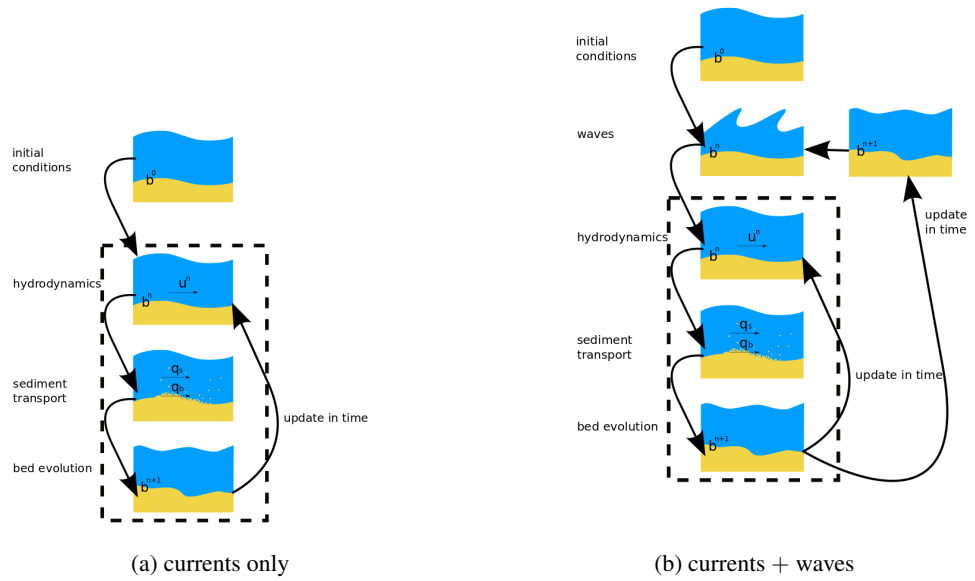 initial
conditions
b⁰
hydrodynamics
uⁿ
bⁿ
sediment
transport
qₛ
q_b
update in time
bed evolution
bⁿ⁺¹
(a) currents only
initial
conditions
b⁰
waves
bⁿ
bⁿ⁺¹
update
in time
hydrodynamics
uⁿ
bⁿ
sediment
transport
qₛ
q_b
update in time
bed evolution
bⁿ⁺¹
(b) currents + waves